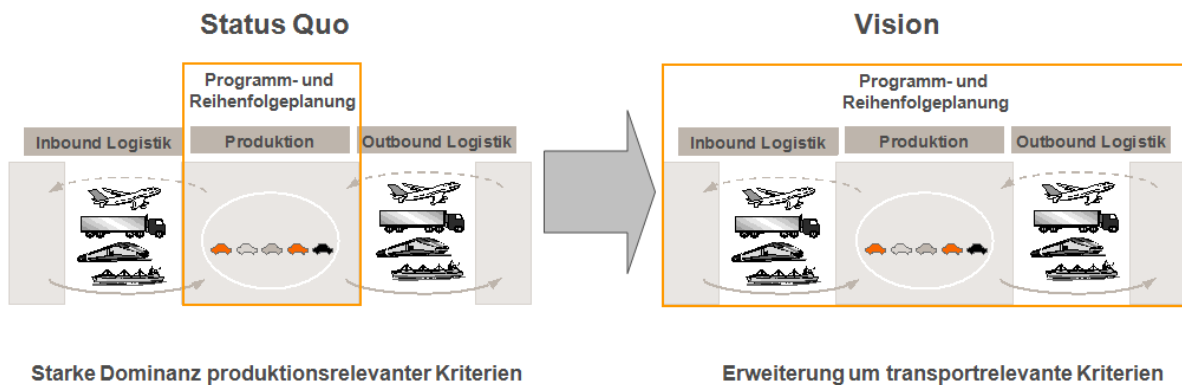 Status Quo
Programm- und
Reihenfolgeplanung
Inbound Logistik
Produktion
Outbound Logistik
Starke Dominanz produktionsrelevanter Kriterien
Vision
Programm- und
Reihenfolgeplanung
Inbound Logistik
Produktion
Outbound Logistik
Erweiterung um transportrelevante Kriterien